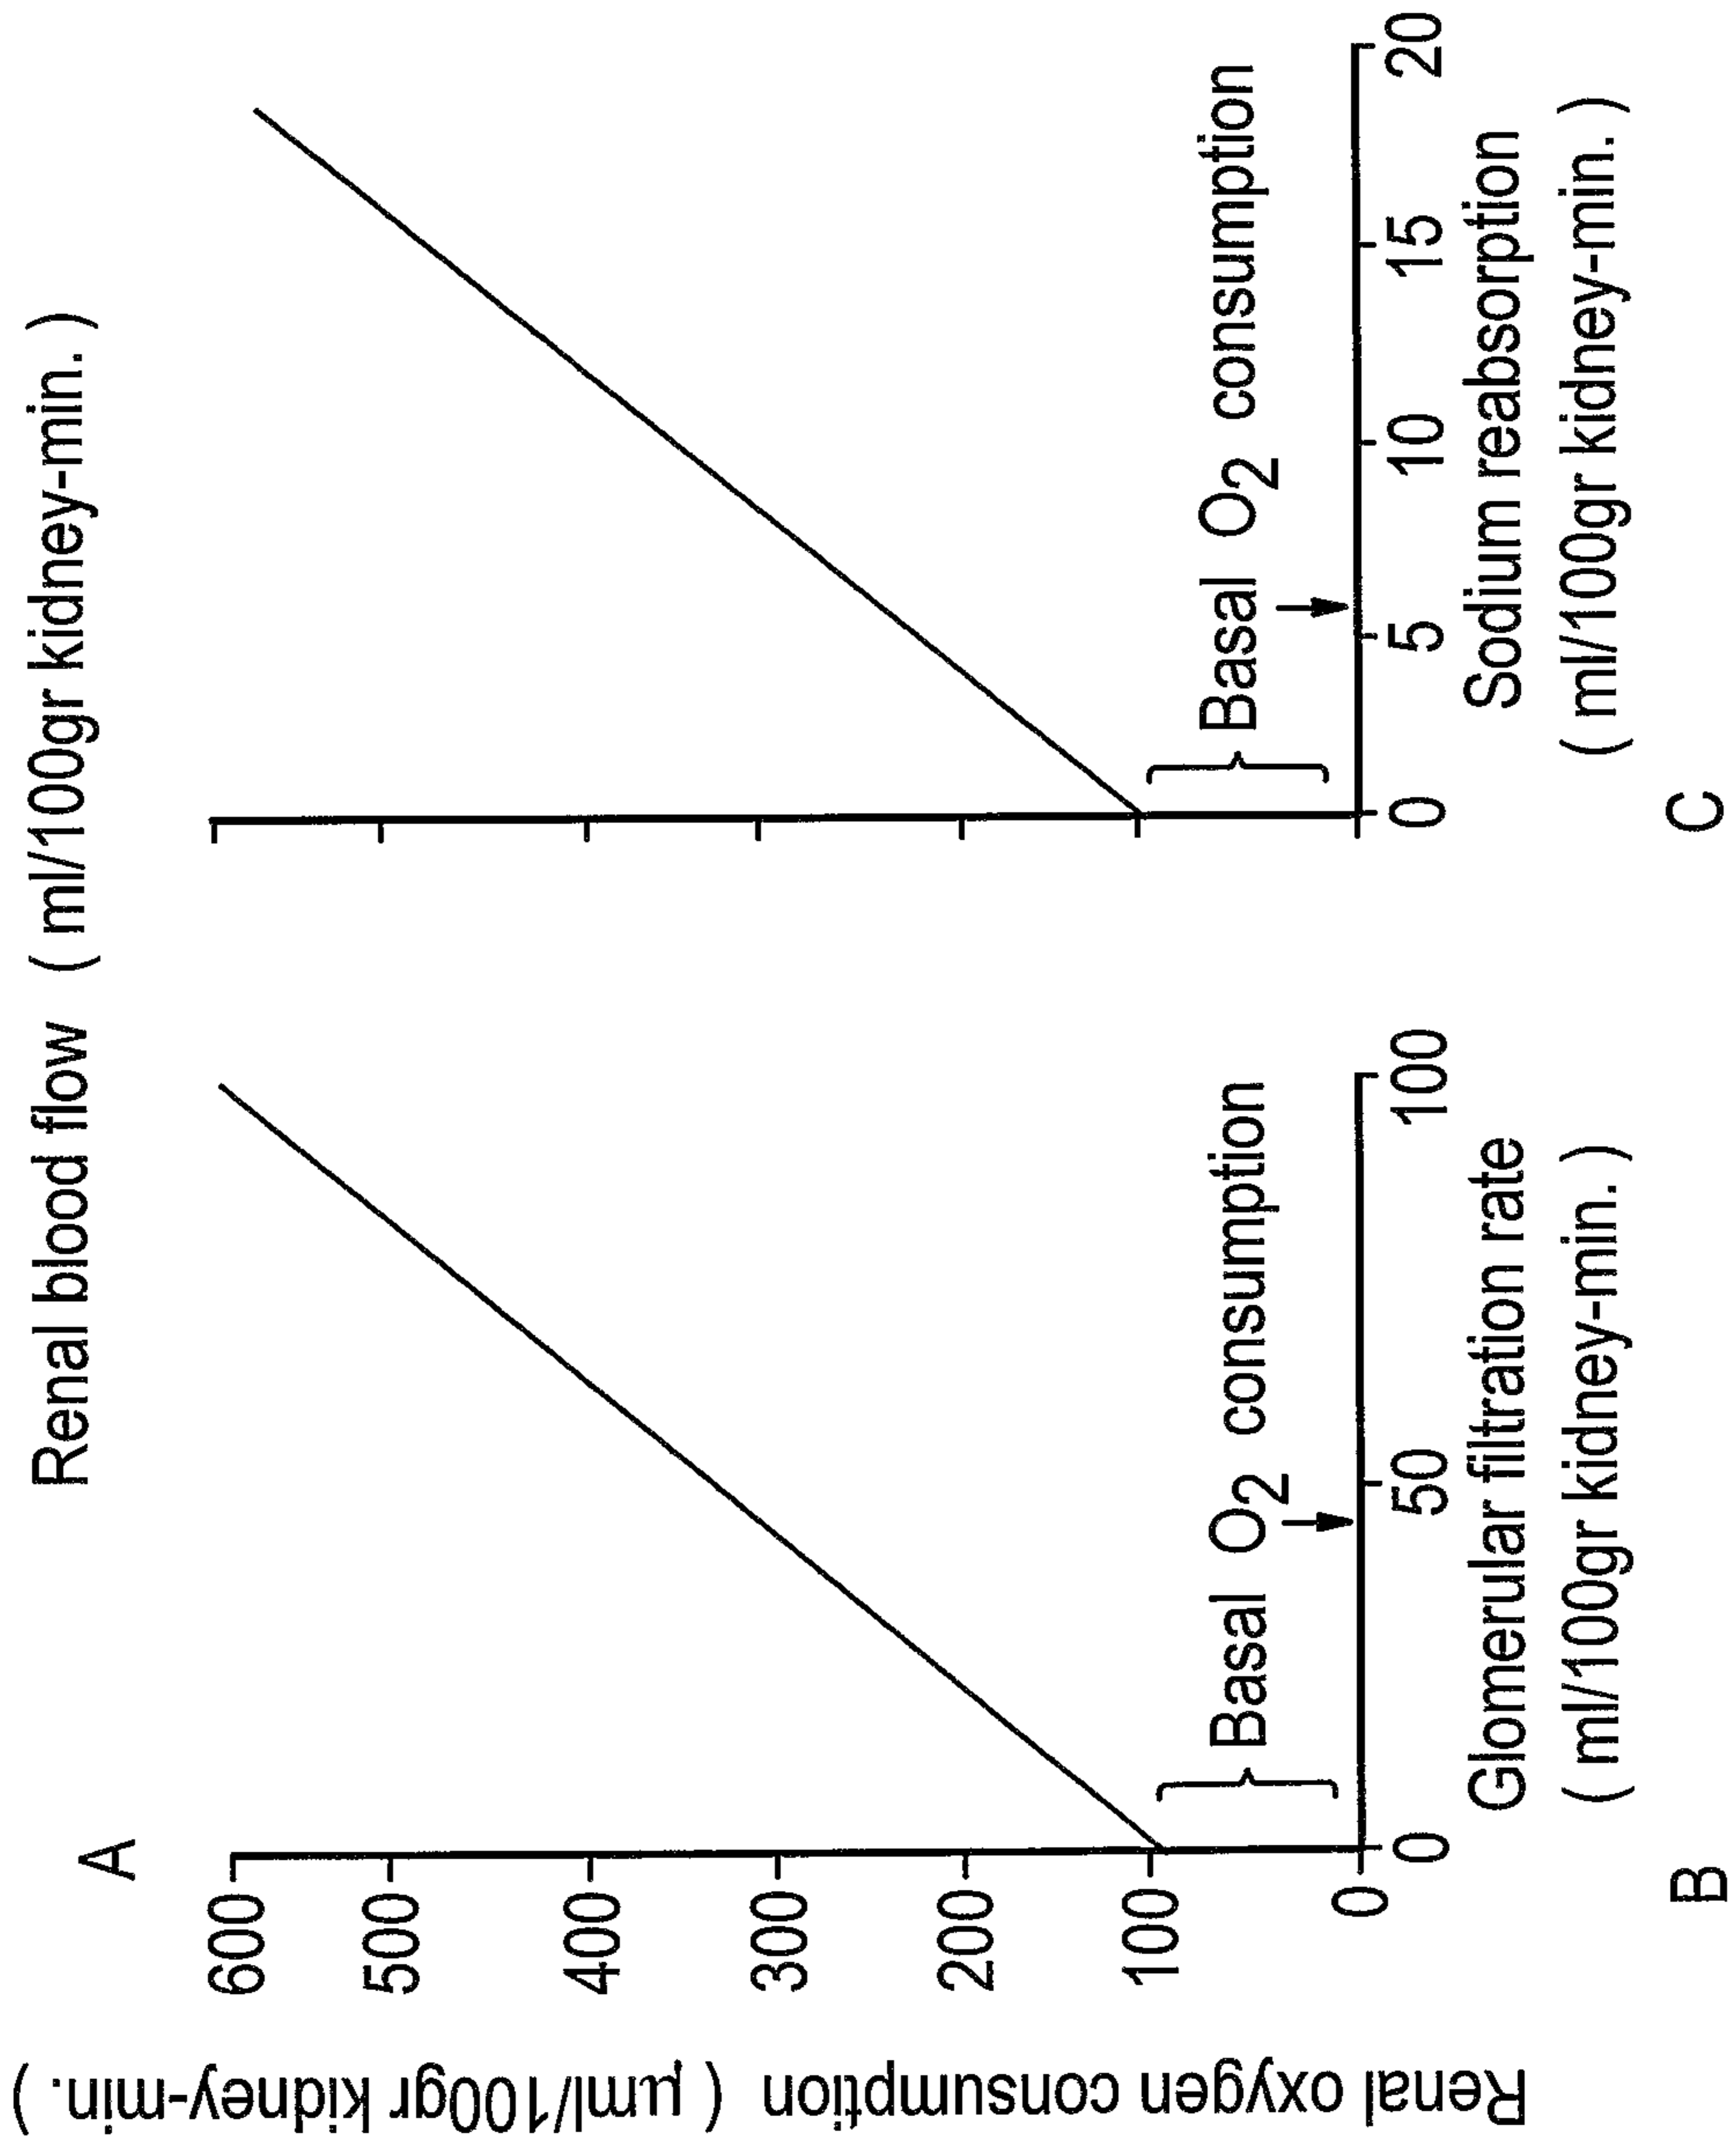 Renal blood flow ( ml/100gr kidney-min. )
A
Renal oxygen consumption ( µml/100gr kidney-min. )
600
500
400
300
200
100
0
Basal O2 consumption
0
50
100
Glomerular filtration rate
( ml/100gr kidney-min. )
B
Basal O2 consumption
0
5
10
15
20
Sodium reabsorption
( ml/100gr kidney-min. )
C